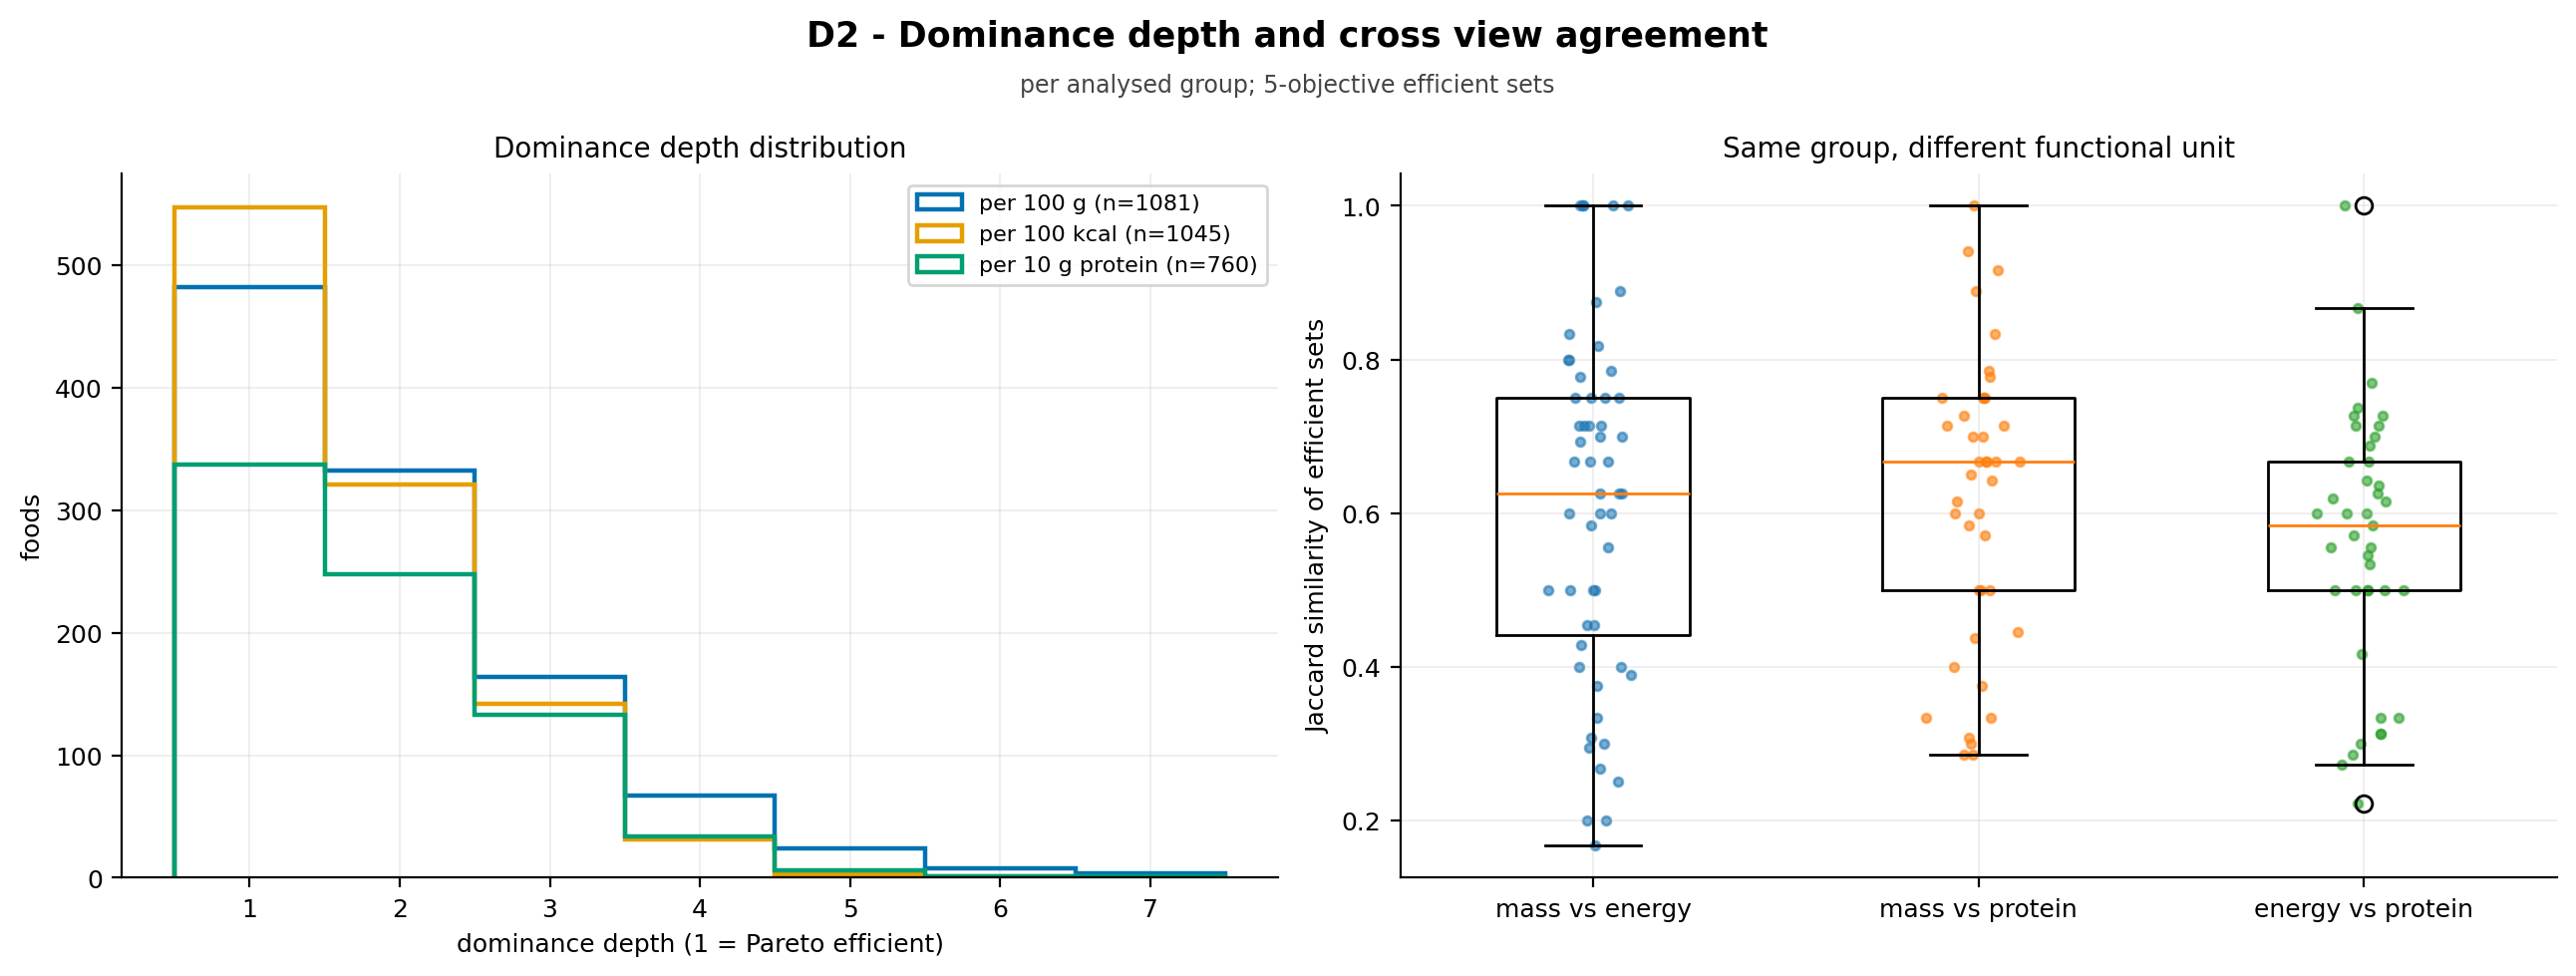 D2 - Dominance depth and cross view agreement
per analysed group; 5-objective efficient sets
Dominance depth distribution
foods
500
400
300
200
100
0
per 100 g (n=1081)
per 100 kcal (n=1045)
per 10 g protein (n=760)
1 2 3 4 5 6 7
dominance depth (1 = Pareto efficient)
Same group, different functional unit
Jaccard similarity of efficient sets
1.0
0.8
0.6
0.4
0.2
mass vs energy mass vs protein energy vs protein